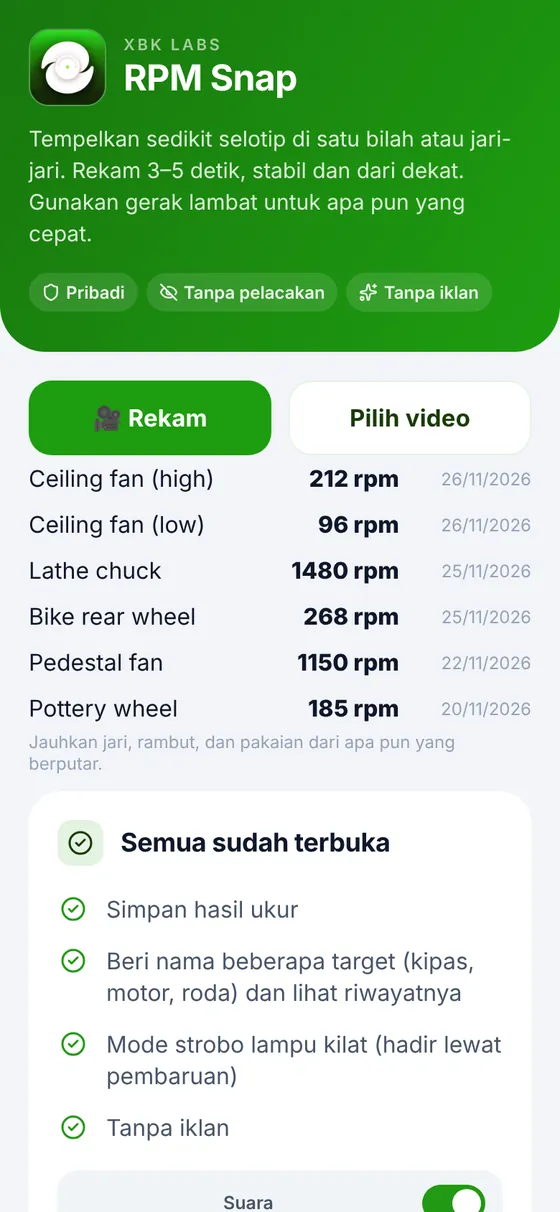 XBK LABS
RPM Snap
Tempelkan sedikit selotip di satu bilah atau jari-
jari. Rekam 3–5 detik, stabil dan dari dekat.
Gunakan gerak lambat untuk apa pun yang
cepat.
Pribadi Tanpa pelacakan Tanpa iklan
Rekam Pilih video
Ceiling fan (high) 212 rpm 26/11/2026
Ceiling fan (low) 96 rpm 26/11/2026
Lathe chuck 1480 rpm 25/11/2026
Bike rear wheel 268 rpm 25/11/2026
Pedestal fan 1150 rpm 22/11/2026
Pottery wheel 185 rpm 20/11/2026
Jauhkan jari, rambut, dan pakaian dari apa pun yang
berputar.
Semua sudah terbuka
Simpan hasil ukur
Beri nama beberapa target (kipas,
motor, roda) dan lihat riwayatnya
Mode strobo lampu kilat (hadir lewat
pembaruan)
Tanpa iklan
Suara